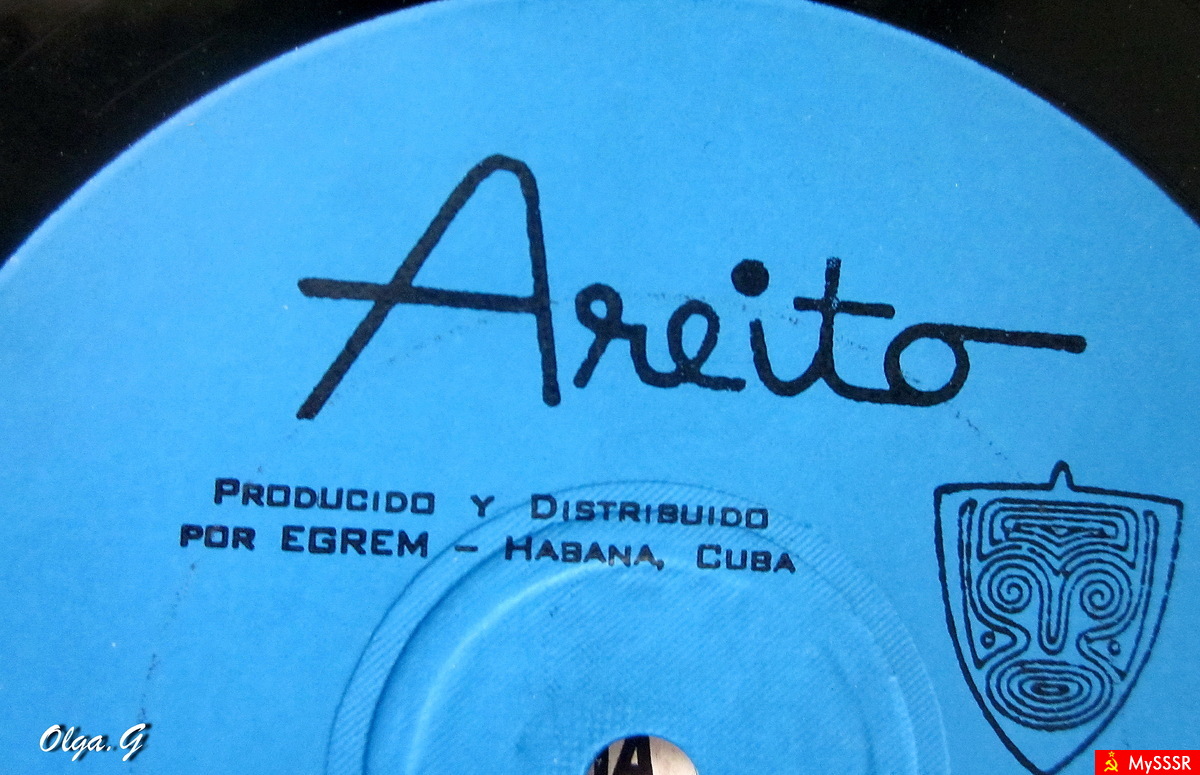 Areito
PRODUCIDO Y DISTRIBUIDO
POR EGREM – HABANA, CUBA
Olga.G
MySSSR